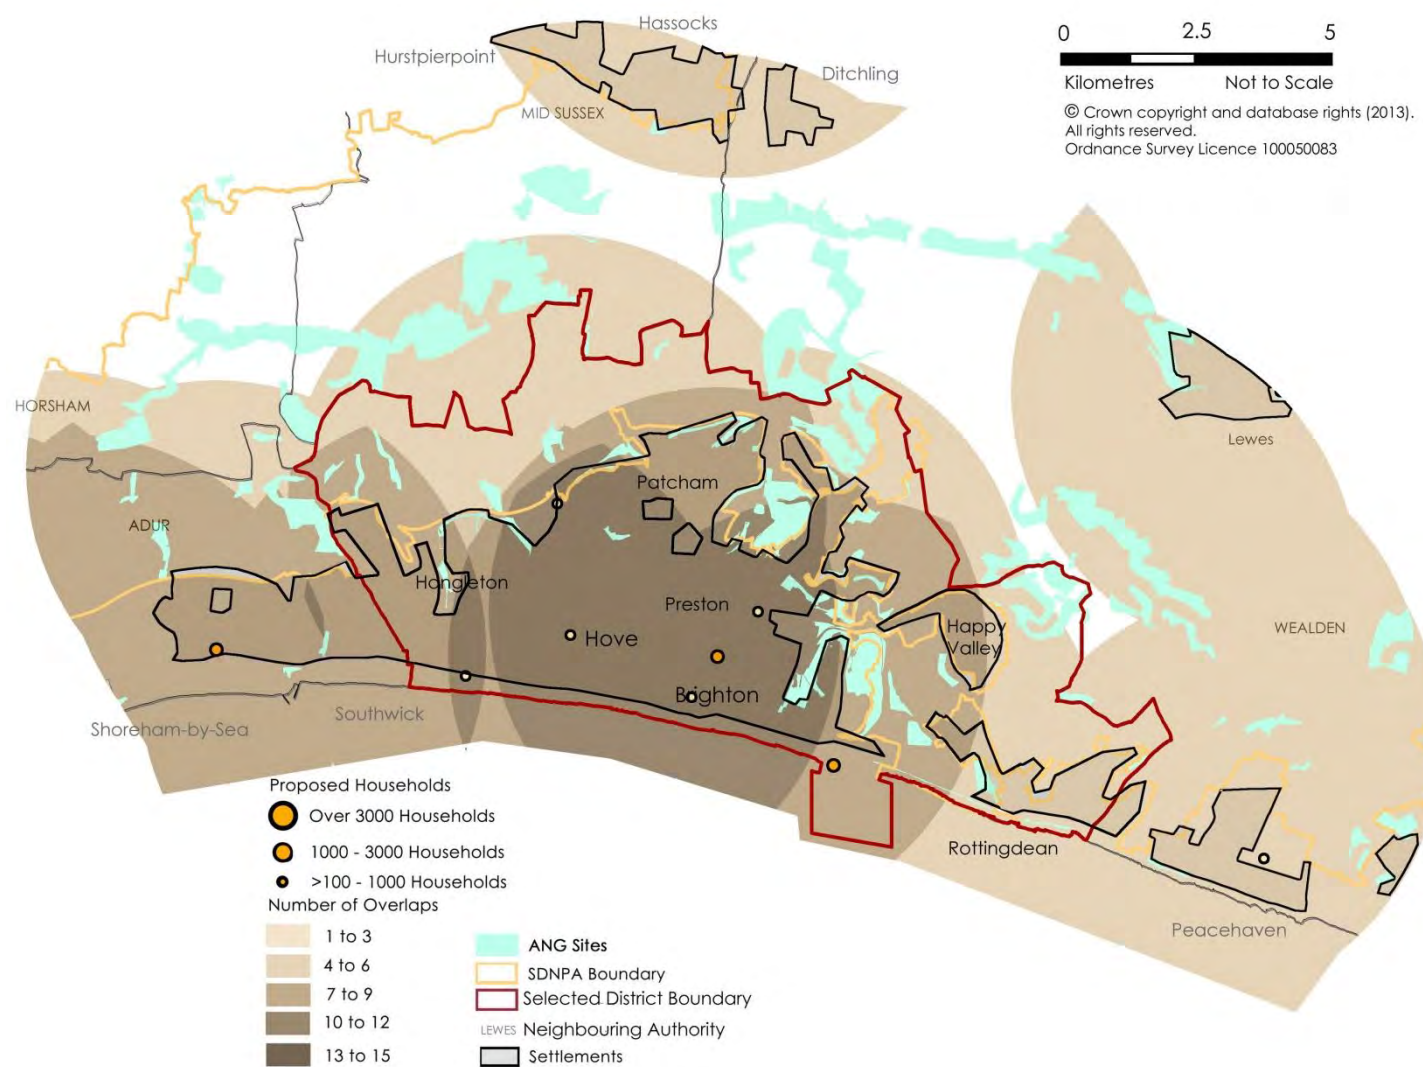 Hassocks
Hurstpierpoint
Ditchling
MID SUSSEX
0 2.5 5
Kilometres Not to Scale
© Crown copyright and database rights (2013).
All rights reserved.
Ordnance Survey Licence 100050083
HORSHAM
Lewes
Patcham
ADUR
Hangleton
Preston
Hove
Happy
Valley
WEALDEN
Brighton
Southwick
Shoreham-by-Sea
Rottingdean
Peacehaven
Proposed Households
Over 3000 Households
1000 - 3000 Households
>100 - 1000 Households
Number of Overlaps
1 to 3
4 to 6
7 to 9
10 to 12
13 to 15
ANG Sites
SDNPA Boundary
Selected District Boundary
LEWES Neighbouring Authority
Settlements